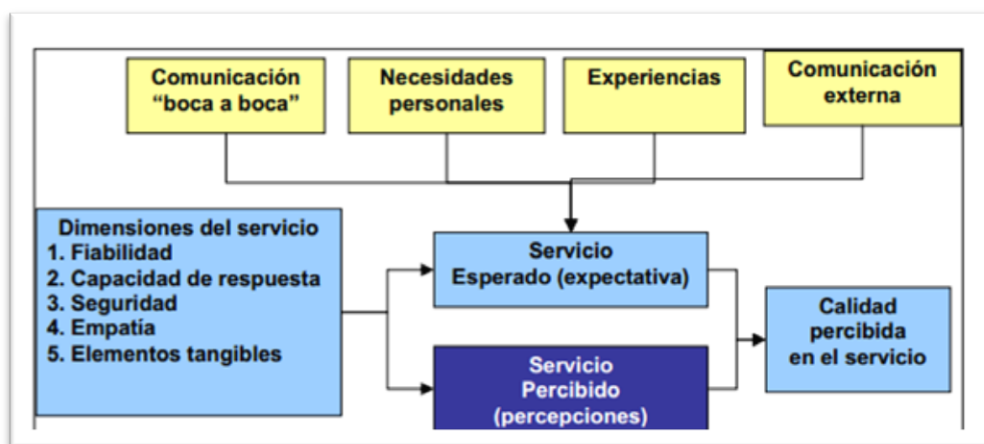 Comunicación
“boca a boca”
Necesidades
personales
Experiencias
Comunicación
externa
Dimensiones del servicio
1. Fiabilidad
2. Capacidad de respuesta
3. Seguridad
4. Empatía
5. Elementos tangibles
Servicio
Esperado (expectativa)
Servicio
Percibido
(percepciones)
Calidad
percibida
en el servicio